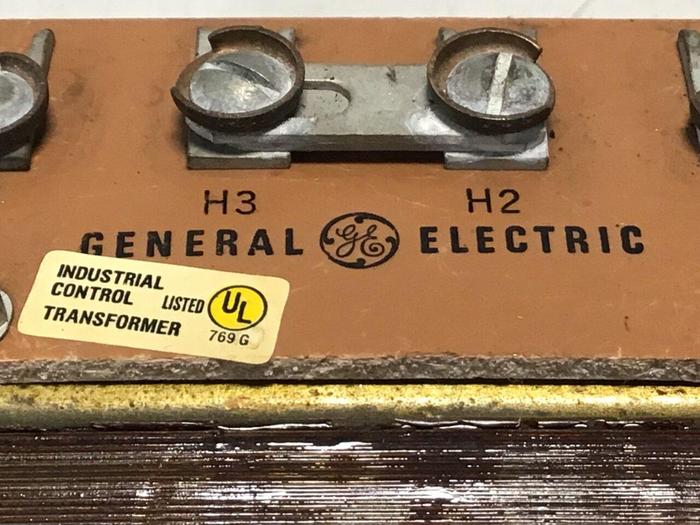 H3 H2
GENERAL GE ELECTRIC
INDUSTRIAL
CONTROL LISTED UL
TRANSFORMER 769 G